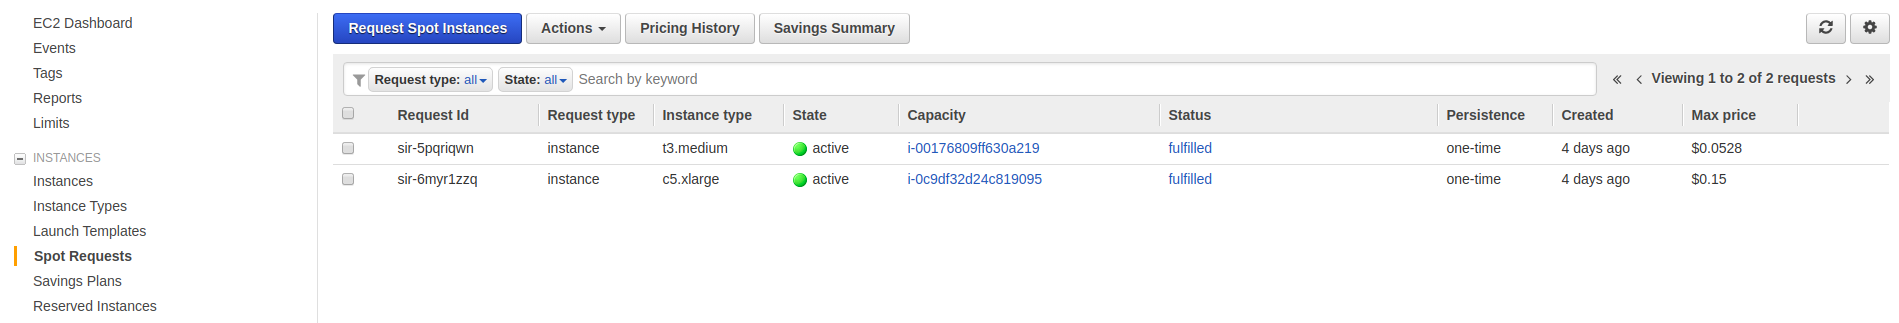 EC2 Dashboard
Events
Tags
Reports
Limits
INSTANCES
Instances
Instance Types
Launch Templates
Spot Requests
Savings Plans
Reserved Instances
Request Spot Instances Actions Pricing History Savings Summary
Request type: all State: all Search by keyword Viewing 1 to 2 of 2 requests
Request Id Request type Instance type State Capacity Status Persistence Created Max price
sir-5pqriqwn instance t3.medium active i-00176809ff630a219 fulfilled one-time 4 days ago $0.0528
sir-6myr1zzq instance c5.xlarge active i-0c9df32d24c819095 fulfilled one-time 4 days ago $0.15